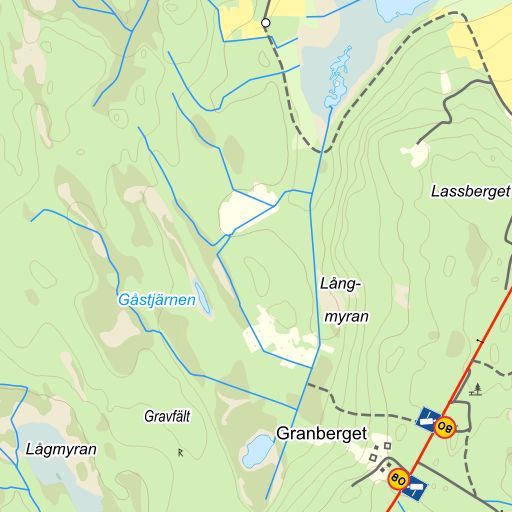 Lassberget
Lång-
myran
Gåstjärnen
Gravfält
Granberget
Lågmyran
80
80